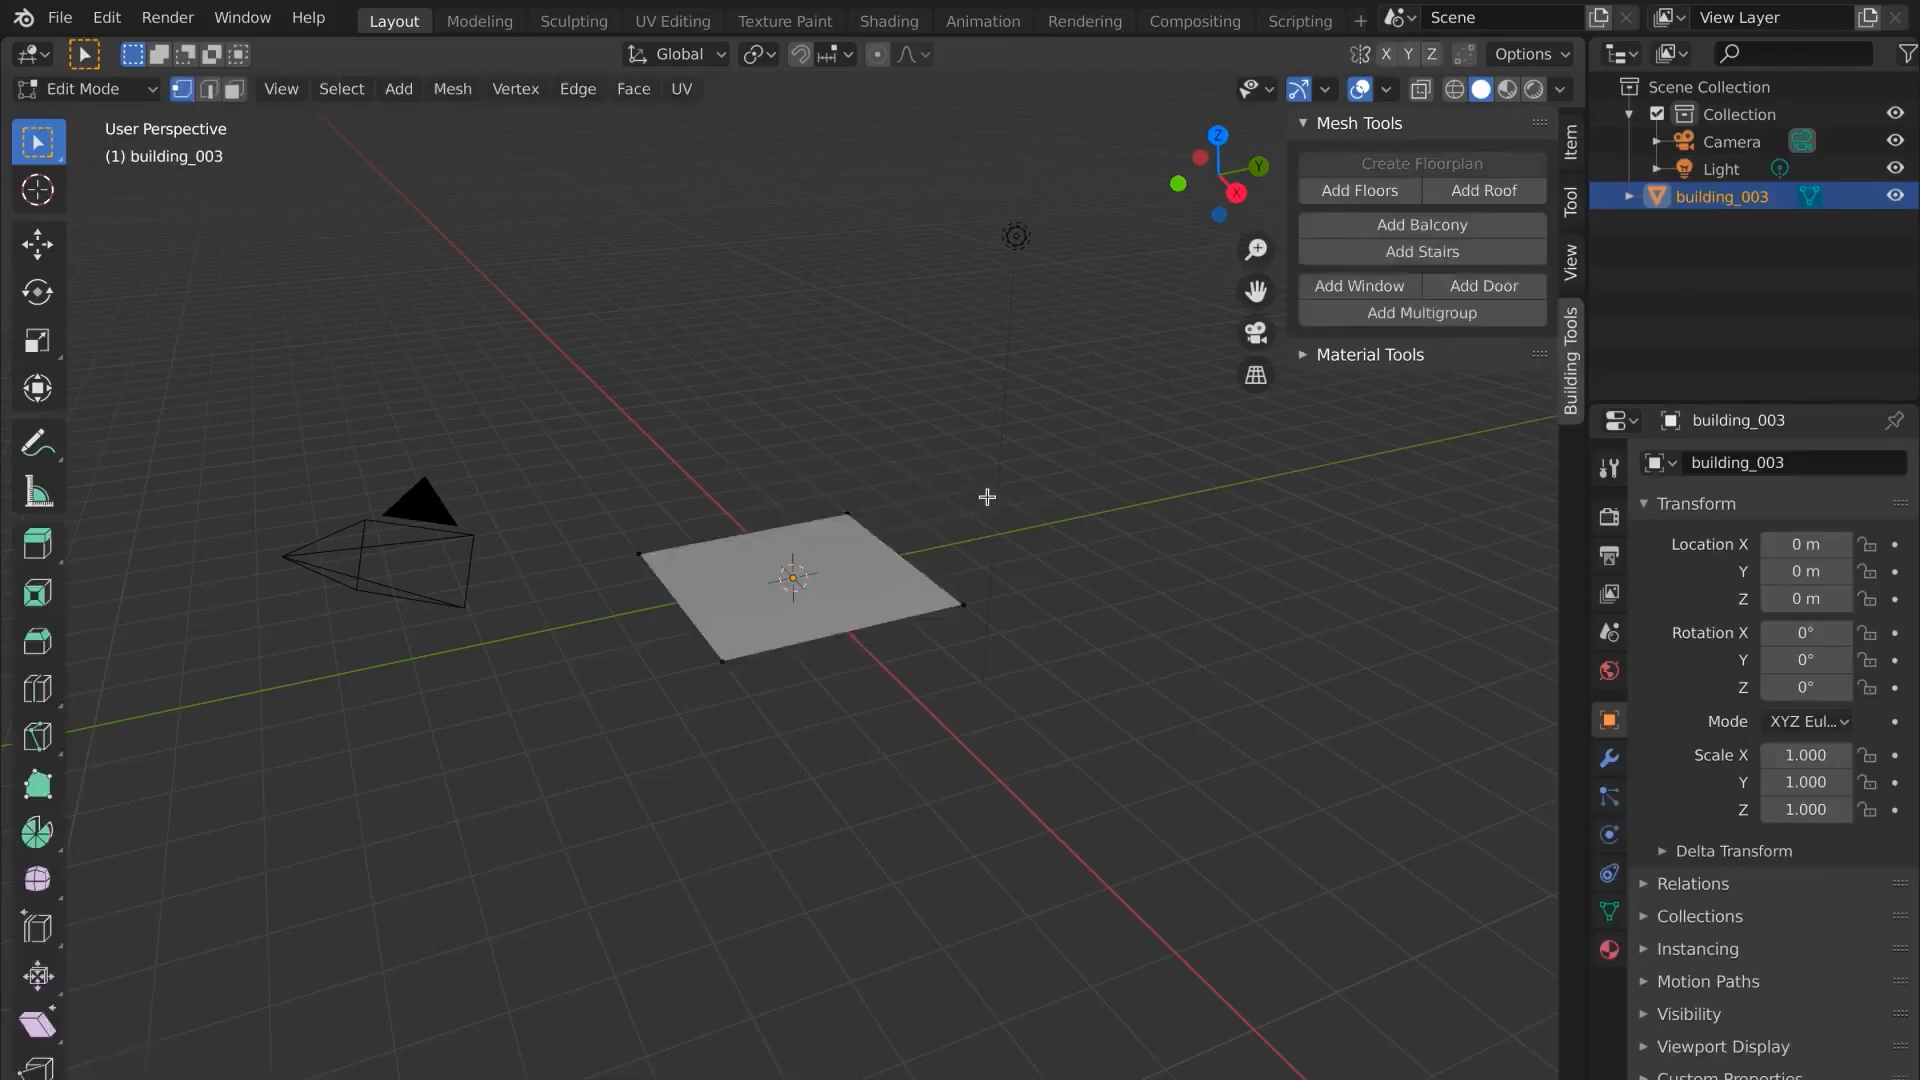 File Edit Render Window Help Layout Modeling Sculpting UV Editing Texture Paint Shading Animation Rendering Compositing Scripting + Scene View Layer
Global X Y Z Options
Edit Mode View Select Add Mesh Vertex Edge Face UV
User Perspective
(1) building_003
Z
Y
X
Mesh Tools
Create Floorplan
Add Floors Add Roof
Add Balcony
Add Stairs
Add Window Add Door
Add Multigroup
Material Tools
Item
Tool
View
Building Tools
Scene Collection
Collection
Camera
Light
building_003
building_003
building_003
Transform
Location X 0 m
Y 0 m
Z 0 m
Rotation X 0°
Y 0°
Z 0°
Mode XYZ Eul...
Scale X 1.000
Y 1.000
Z 1.000
Delta Transform
Relations
Collections
Instancing
Motion Paths
Visibility
Viewport Display
Custom Properties